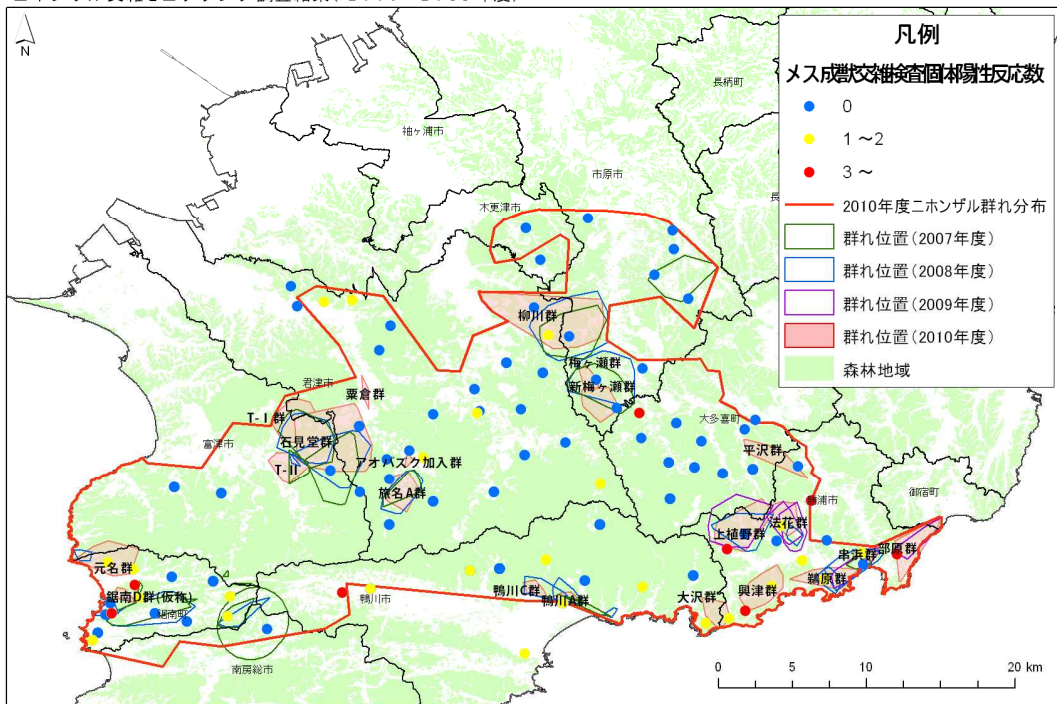 N
凡例
メス成獣交雑検査個体陽性反応数
0
1~2
3~
2010年度ニホンザル群れ分布
群れ位置(2007年度)
群れ位置(2008年度)
群れ位置(2009年度)
群れ位置(2010年度)
森林地域
長柄町
袖ヶ浦市
市原市
木更津市
長
柳川群
梅ヶ瀬群
新梅ヶ瀬群
君津市
粟倉群
T-I群
石見堂群
富津市
T-II
アオバズク加入群
旅名A群
大多喜町
平沢群
勝浦市
御宿町
上植野群
法花群
部原群
串浜群
鵜原群
元名群
鋸南D群(仮称)
鋸南町
鴨川市
鴨川C群
鴨川A群
大沢群
興津群
南房総市
0
5
10
20 km